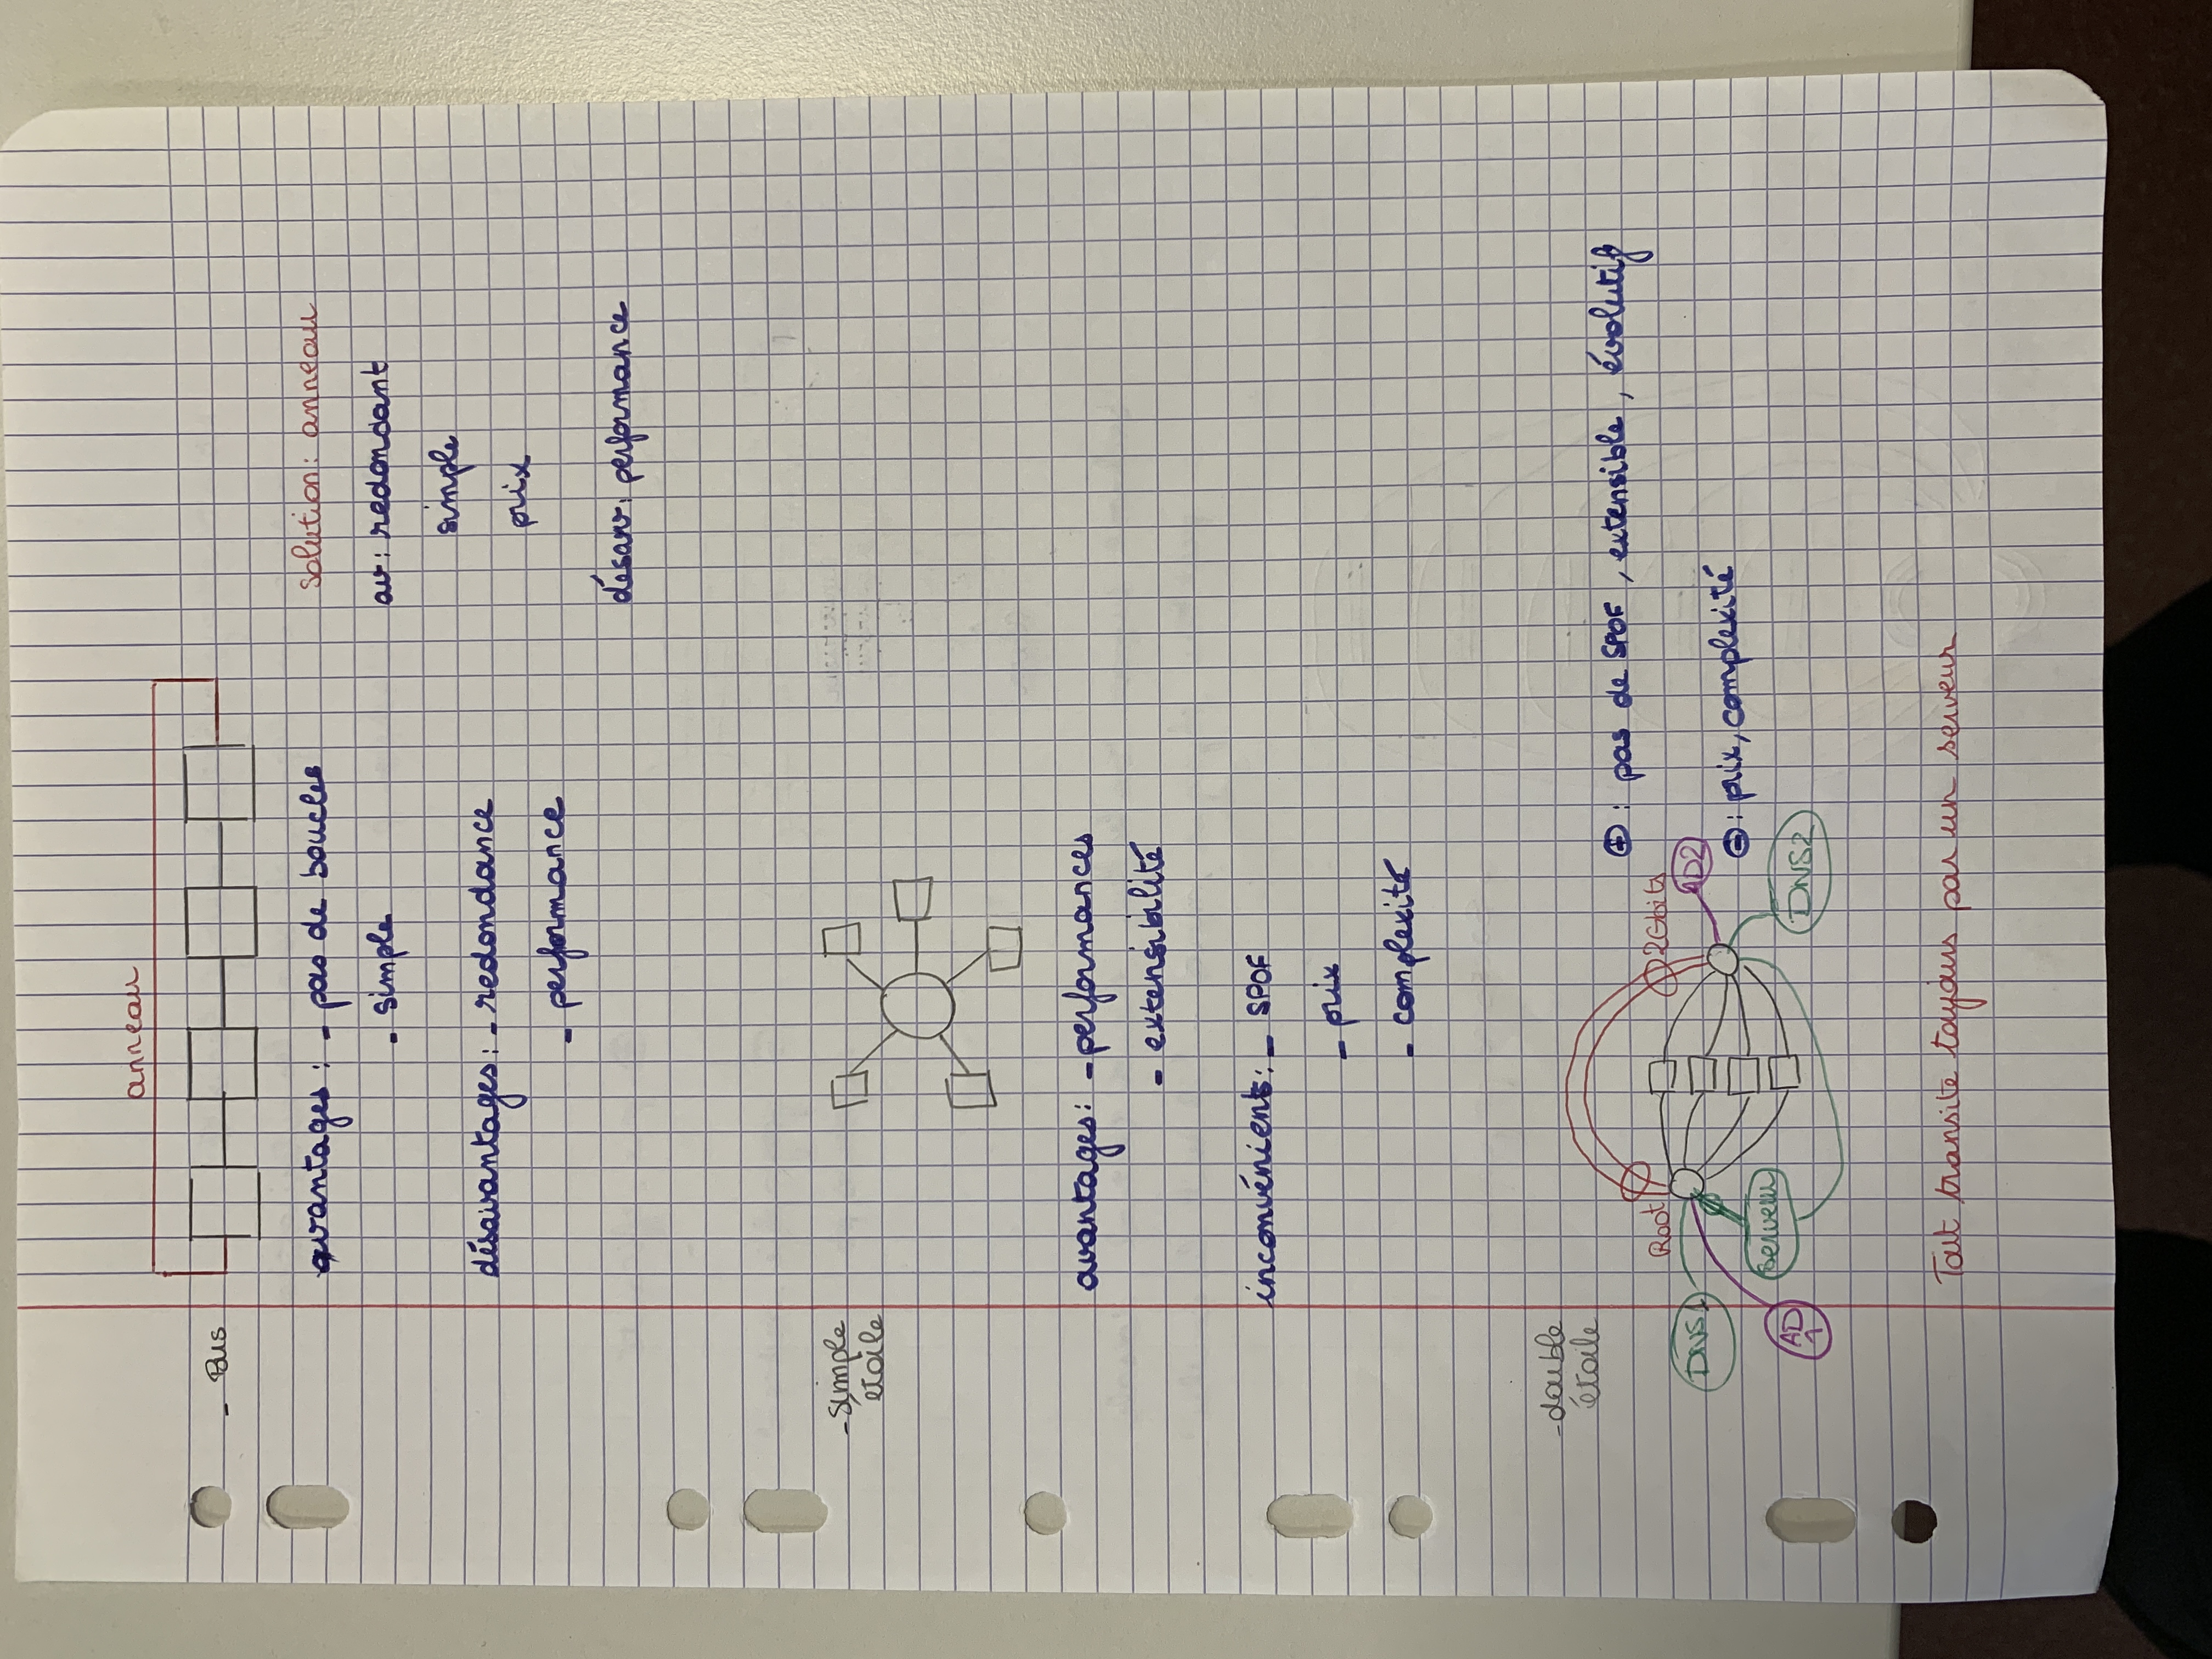 anneau
- Bus
avantages : - pas de boucles
- simple
solution : anneau
av : redondant
simple
prix
désavantages : - redondance
- performance
désav : performance
- simple
étoile
avantages : - performances
- extensibilité
inconvénients : - SPOF
- prix
- complexité
- double
étoile
Root
2Gbits
⊕ : pas de SPOF, extensible, évolutif
DNS1
AD2
⊖ : prix, complexité
Serveur
AD
1
DNS2
Tout transite toujours par un serveur